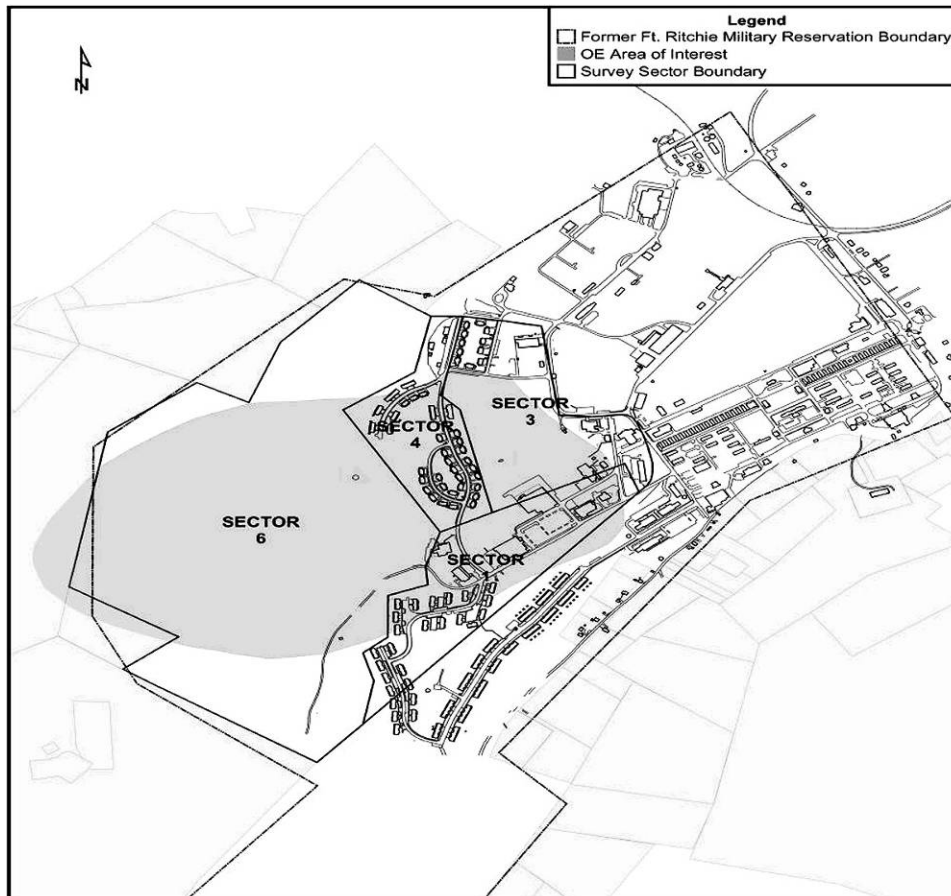 Legend
Former Ft. Ritchie Military Reservation Boundary
OE Area of Interest
Survey Sector Boundary
N
SECTOR
3
SECTOR
4
SECTOR
6
SECTOR
1